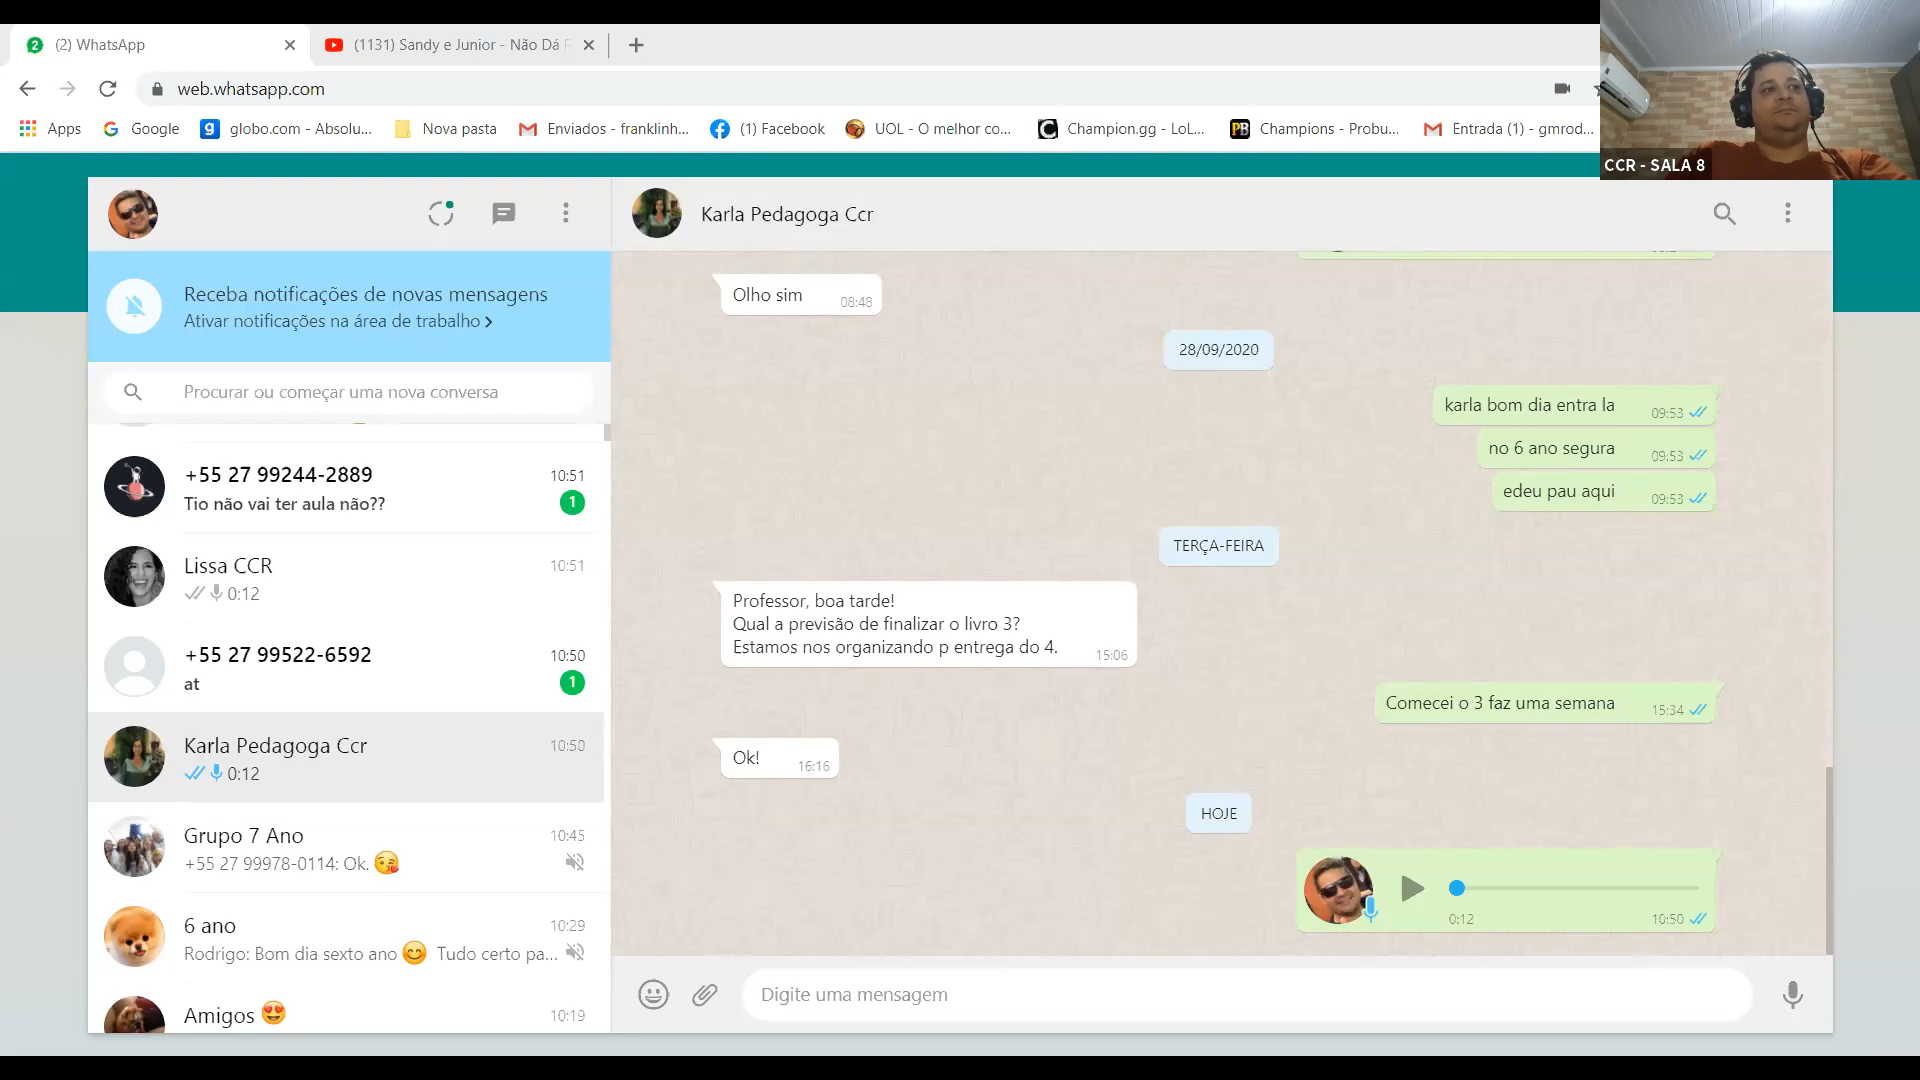 (2) WhatsApp
(1131) Sandy e Junior - Não Dá
web.whatsapp.com
Apps
Google
globo.com - Absolu...
Nova pasta
Enviados - franklinh...
(1) Facebook
UOL - O melhor co...
Champion.gg - LoL...
Champions - Probu...
Entrada (1) - gmrod...
CCR - SALA 8
Receba notificações de novas mensagens
Ativar notificações na área de trabalho
Procurar ou começar uma nova conversa
+55 27 99244-2889
10:51
Tio não vai ter aula não??
1
Lissa CCR
10:51
0:12
+55 27 99522-6592
10:50
at
1
Karla Pedagoga Ccr
10:50
0:12
Grupo 7 Ano
10:45
+55 27 99978-0114: Ok. 😘
6 ano
10:29
Rodrigo: Bom dia sexto ano 😊 Tudo certo pa...
Amigos 😍
10:19
Karla Pedagoga Ccr
Olho sim
08:48
28/09/2020
karla bom dia entra la
09:53
no 6 ano segura
09:53
edeu pau aqui
09:53
TERÇA-FEIRA
Professor, boa tarde!
Qual a previsão de finalizar o livro 3?
Estamos nos organizando p entrega do 4.
15:06
Comecei o 3 faz uma semana
15:34
Ok!
16:16
HOJE
0:12
10:50
Digite uma mensagem